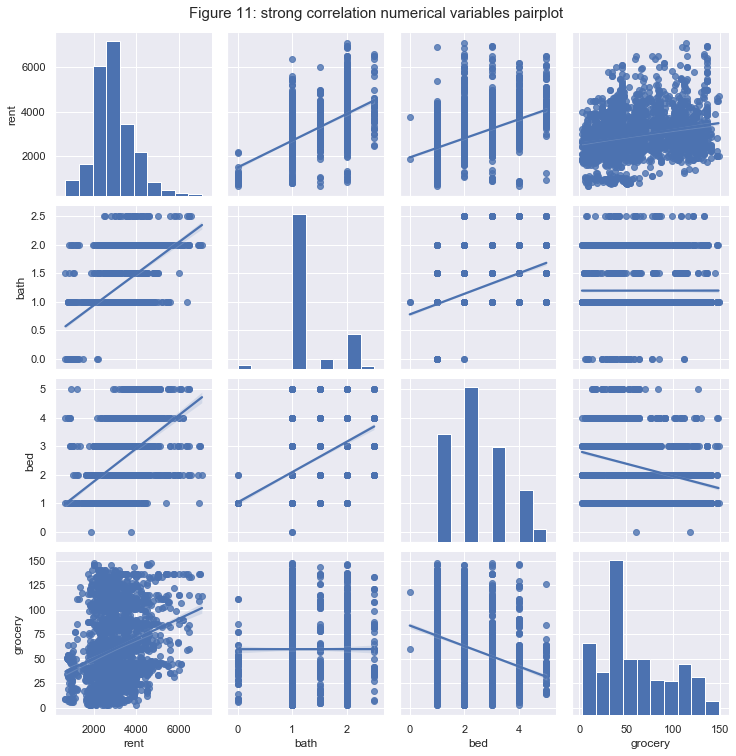 Figure 11: strong correlation numerical variables pairplot
6000
4000
2000
rent
2.5
2.0
1.5
1.0
0.5
0.0
bath
5
4
3
2
1
0
bed
150
125
100
75
50
25
0
grocery
2000 4000 6000
0 1 2
0 2 4
0 50 100 150
rent bath bed grocery